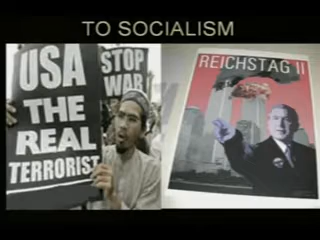 TO SOCIALISM
USA
THE
REAL
TERRORIST
STOP
WAR
REICHSTAG II